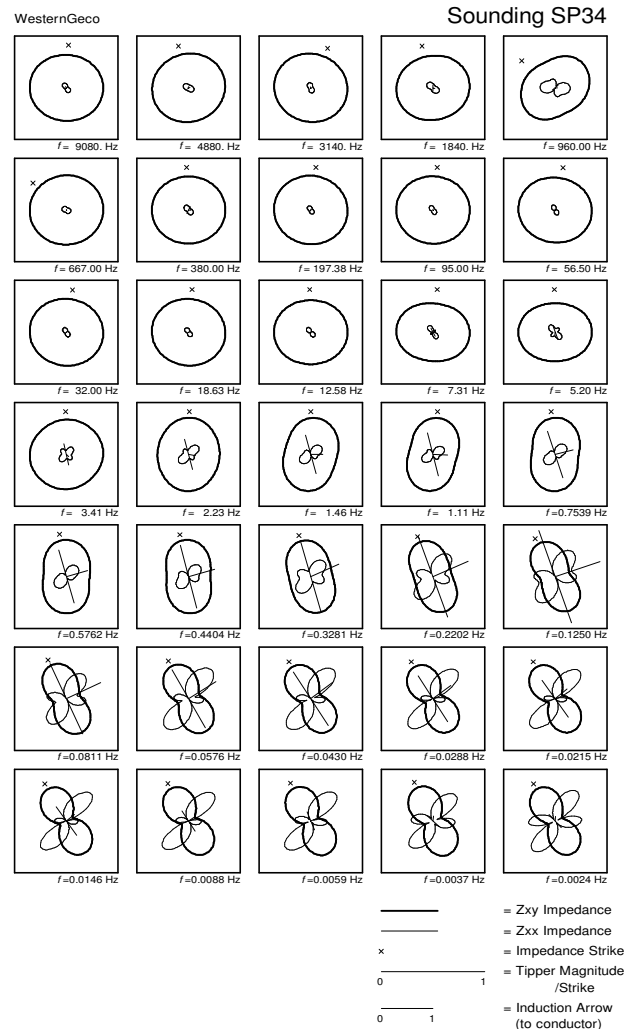 WesternGeco
Sounding SP34
f = 9080. Hz
f = 4880. Hz
f = 3140. Hz
f = 1840. Hz
f = 960.00 Hz
f = 667.00 Hz
f = 380.00 Hz
f = 197.38 Hz
f = 95.00 Hz
f = 56.50 Hz
f = 32.00 Hz
f = 18.63 Hz
f = 12.58 Hz
f = 7.31 Hz
f = 5.20 Hz
f = 3.41 Hz
f = 2.23 Hz
f = 1.46 Hz
f = 1.11 Hz
f =0.7539 Hz
f =0.5762 Hz
f =0.4404 Hz
f =0.3281 Hz
f =0.2202 Hz
f =0.1250 Hz
f =0.0811 Hz
f =0.0576 Hz
f =0.0430 Hz
f =0.0288 Hz
f =0.0215 Hz
f =0.0146 Hz
f =0.0088 Hz
f =0.0059 Hz
f =0.0037 Hz
f =0.0024 Hz
= Zxy Impedance
= Zxx Impedance
× = Impedance Strike
= Tipper Magnitude
0 1
/Strike
= Induction Arrow
0 1
(to conductor)